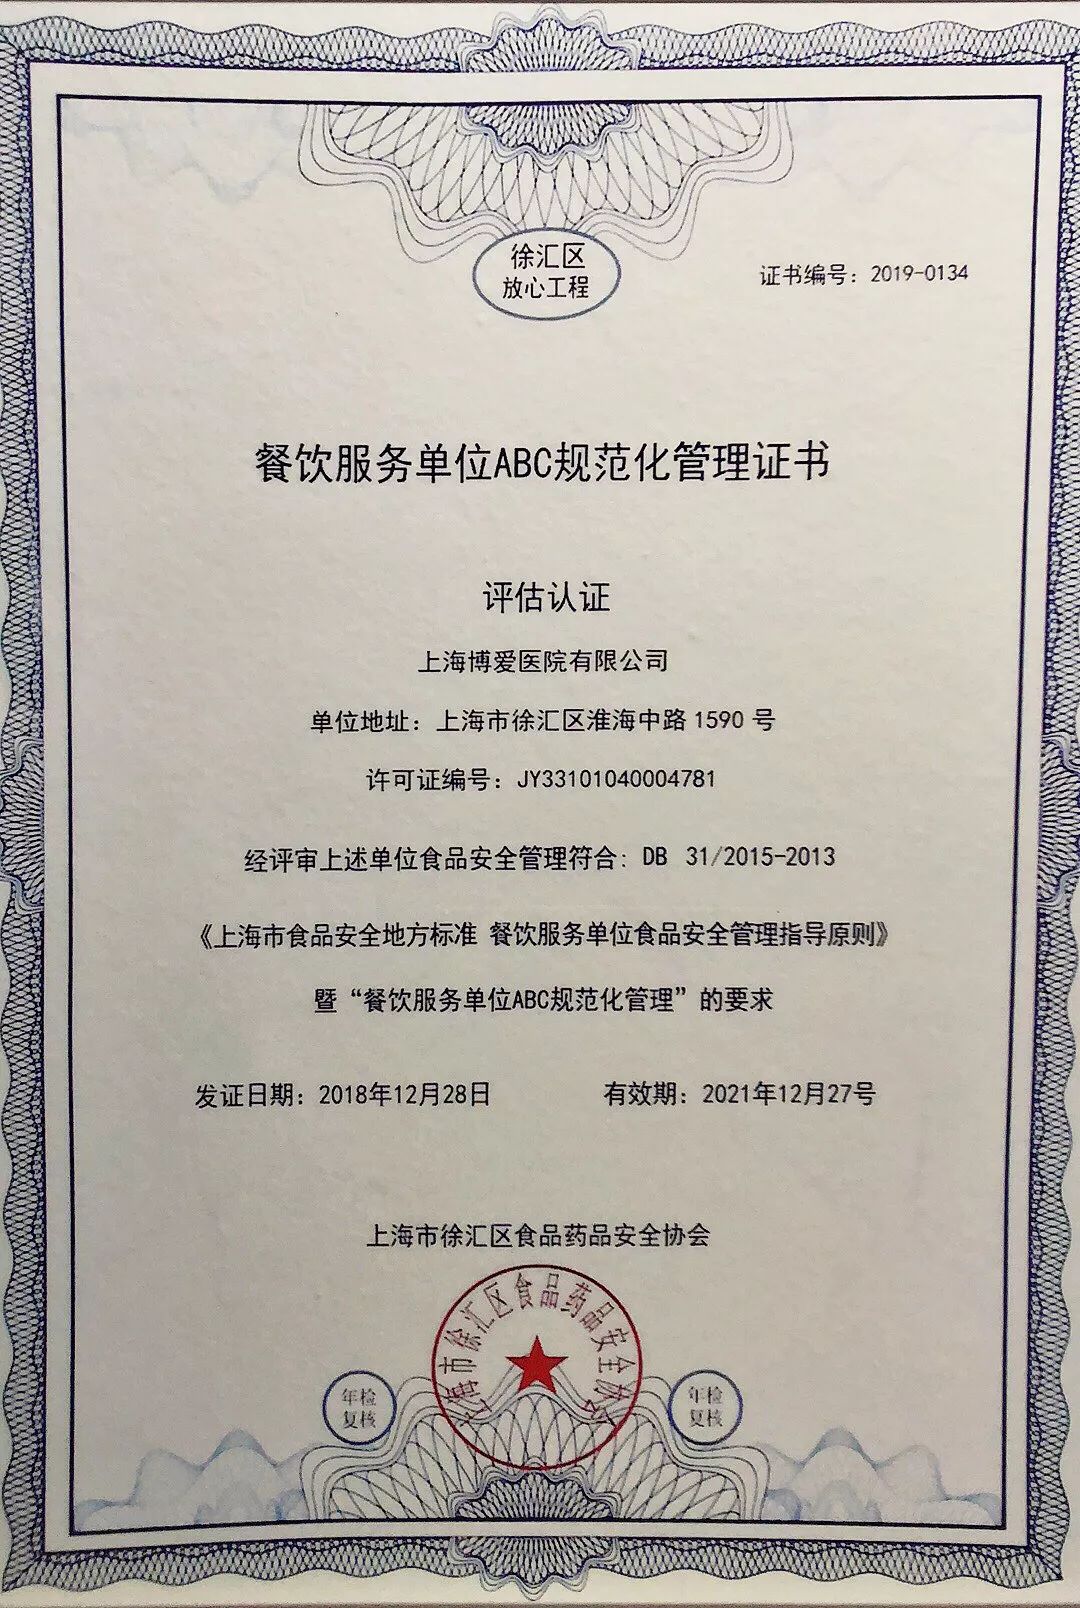 徐汇区
放心工程
证书编号：2019-0134
餐饮服务单位ABC规范化管理证书
评估认证
上海博爱医院有限公司
单位地址：上海市徐汇区淮海中路 1590 号
许可证编号：JY33101040004781
经评审上述单位食品安全管理符合：DB 31/2015-2013
《上海市食品安全地方标准 餐饮服务单位食品安全管理指导原则》
暨“餐饮服务单位ABC规范化管理”的要求
发证日期：2018年12月28日 有效期：2021年12月27号
上海市徐汇区食品药品安全协会
上海市徐汇区食品药品安全协会
年检
复核
年检
复核